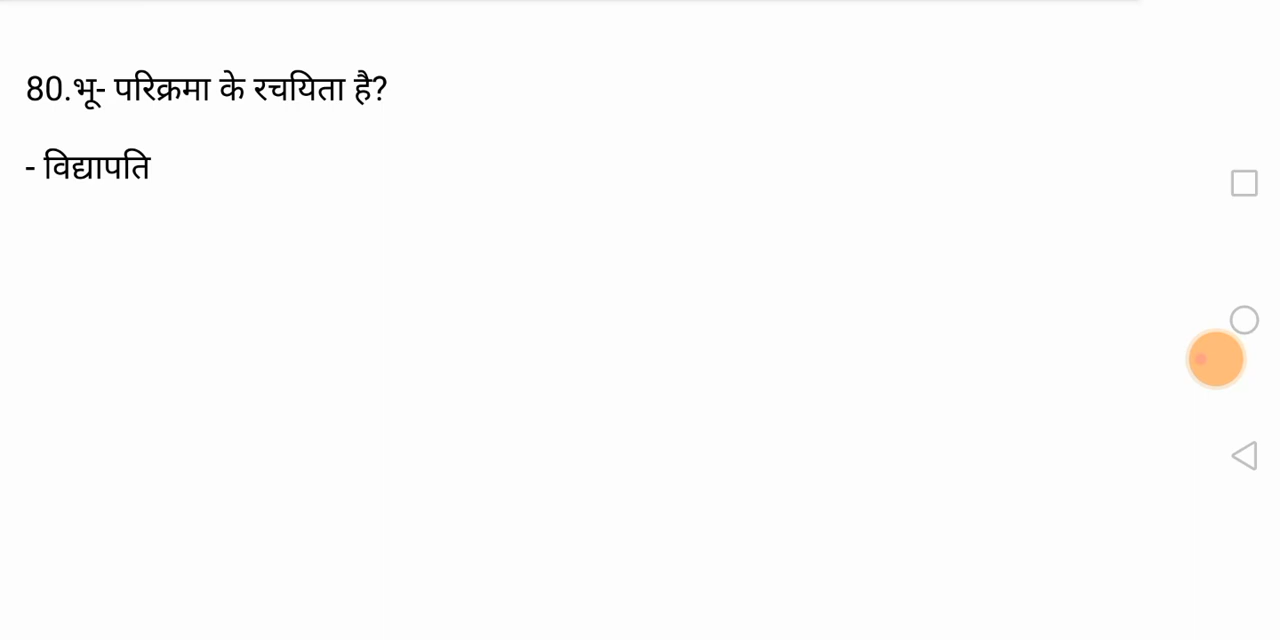 80.भू- परिक्रमा के रचयिता है?
- विद्यापति